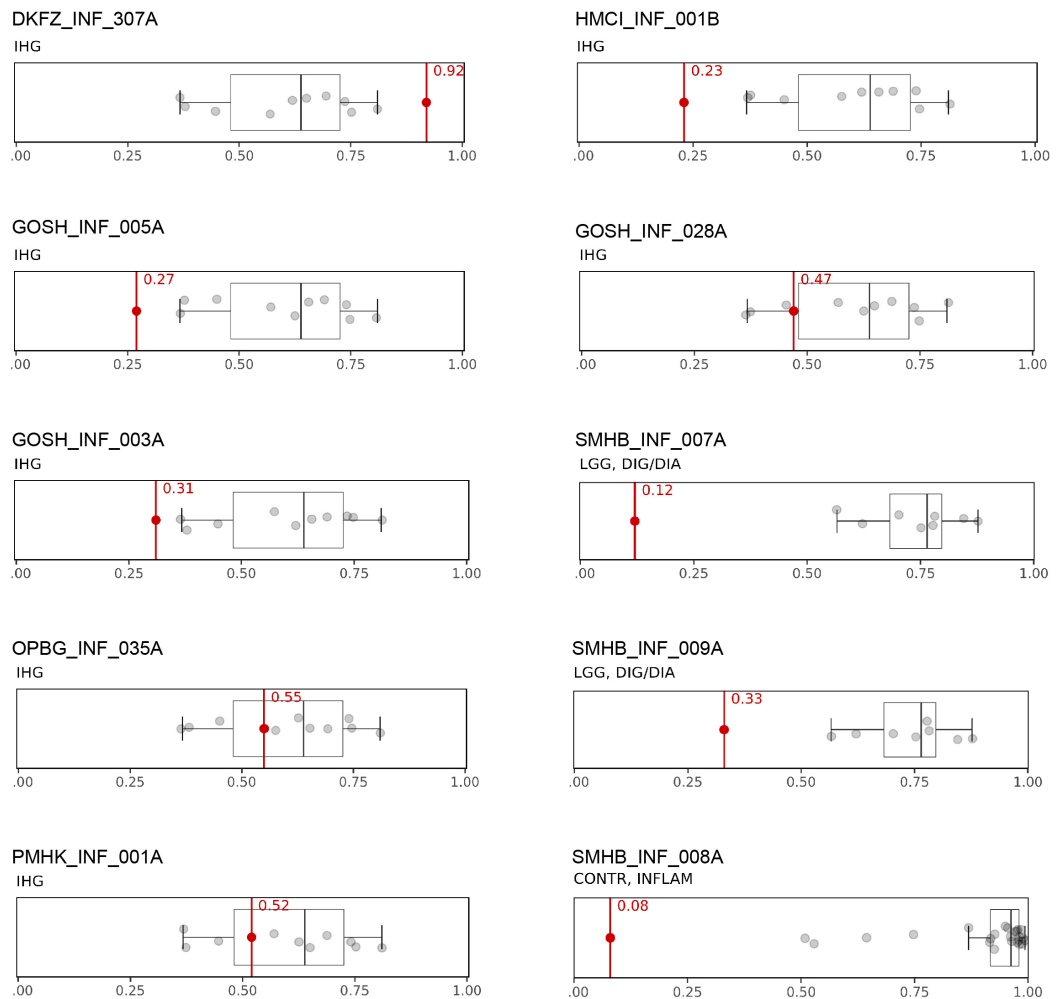 DKFZ_INF_307A
IHG
0.92
.00 0.25 0.50 0.75 1.00
HMCI_INF_001B
IHG
0.23
.00 0.25 0.50 0.75 1.00
GOSH_INF_005A
IHG
0.27
.00 0.25 0.50 0.75 1.00
GOSH_INF_028A
IHG
0.47
.00 0.25 0.50 0.75 1.00
GOSH_INF_003A
IHG
0.31
.00 0.25 0.50 0.75 1.00
SMHB_INF_007A
LGG, DIG/DIA
0.12
.00 0.25 0.50 0.75 1.00
OPBG_INF_035A
IHG
0.55
.00 0.25 0.50 0.75 1.00
SMHB_INF_009A
LGG, DIG/DIA
0.33
.00 0.25 0.50 0.75 1.00
PMHK_INF_001A
IHG
0.52
.00 0.25 0.50 0.75 1.00
SMHB_INF_008A
CONTR, INFLAM
0.08
.00 0.25 0.50 0.75 1.00